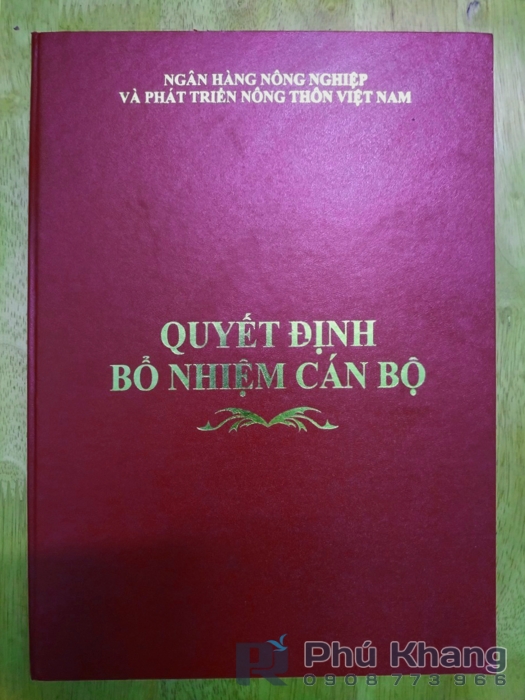 NGÂN HÀNG NÔNG NGHIỆP
VÀ PHÁT TRIỂN NÔNG THÔN VIỆT NAM
QUYẾT ĐỊNH
BỔ NHIỆM CÁN BỘ
Phú Khang
0908 773 966